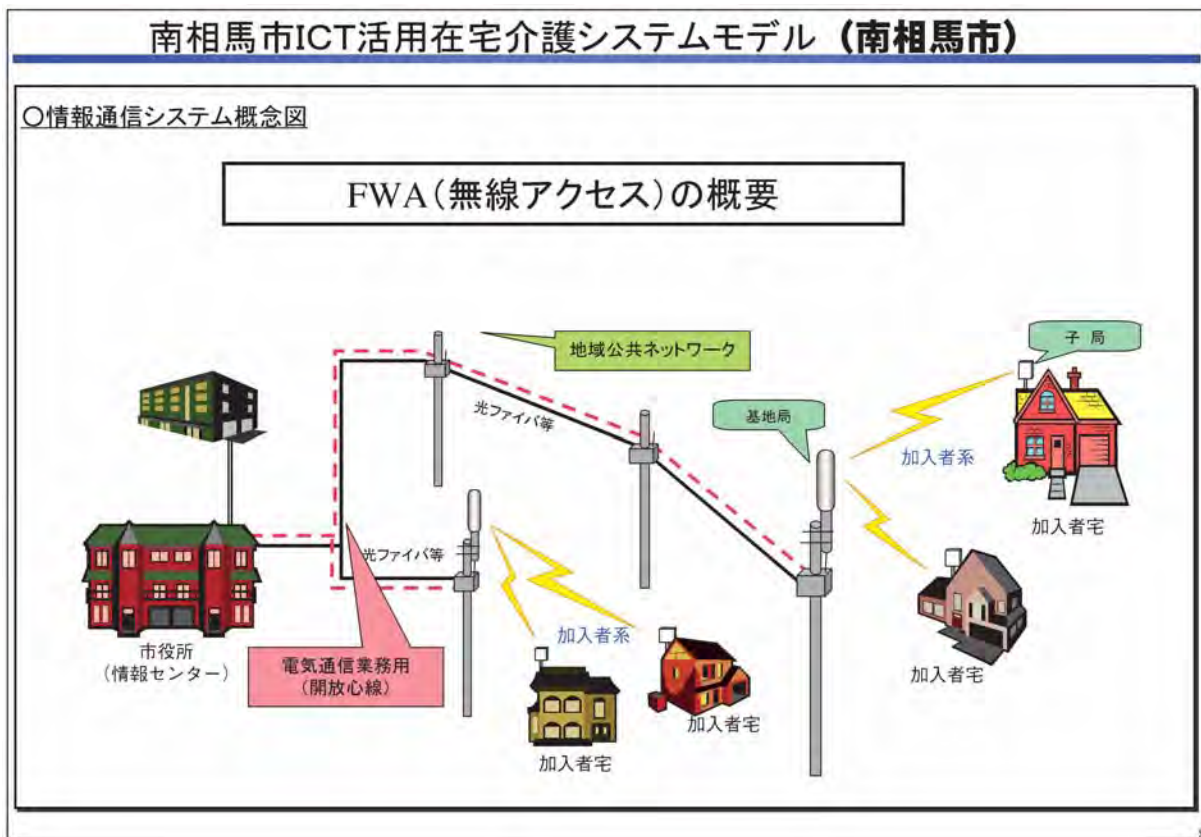 南相馬市ICT活用在宅介護システムモデル（南相馬市）
○情報通信システム概念図
FWA（無線アクセス）の概要
地域公共ネットワーク
子 局
光ファイバ等
基地局
加入者系
加入者宅
光ファイバ等
市役所
（情報センター）
電気通信業務用
（開放心線）
加入者系
加入者宅
加入者宅
加入者宅